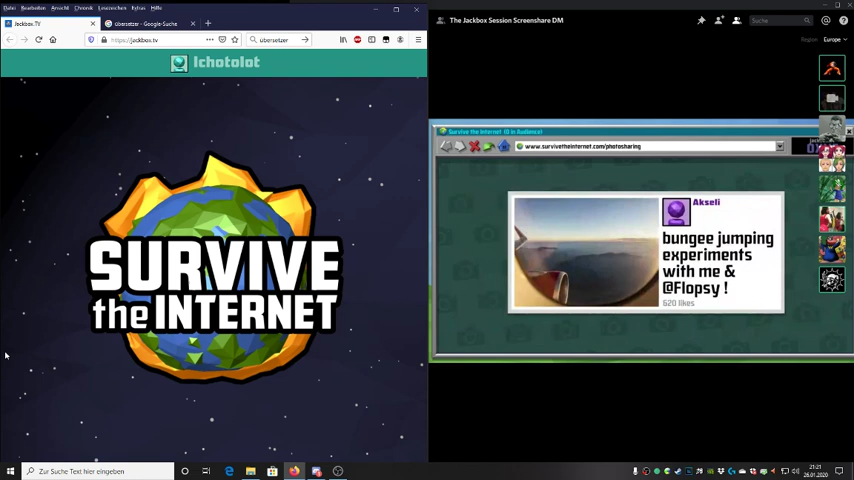 Datei Bearbeiten Ansicht Chronik Lesezeichen Extras Hilfe
Jackbox.TV
übersetzer - Google-Suche
https://jackbox.tv
übersetzer
Ichotolot
SURVIVE
the INTERNET
The Jackbox Session Screenshare DM
Suche
Region
Europe
Survive the Internet (0 in Audience)
www.survivetheinternet.com/photosharing
Akseli
bungee jumping
experiments
with me &
@Flopsy !
620 likes
Zur Suche Text hier eingeben
21:21
26.01.2020